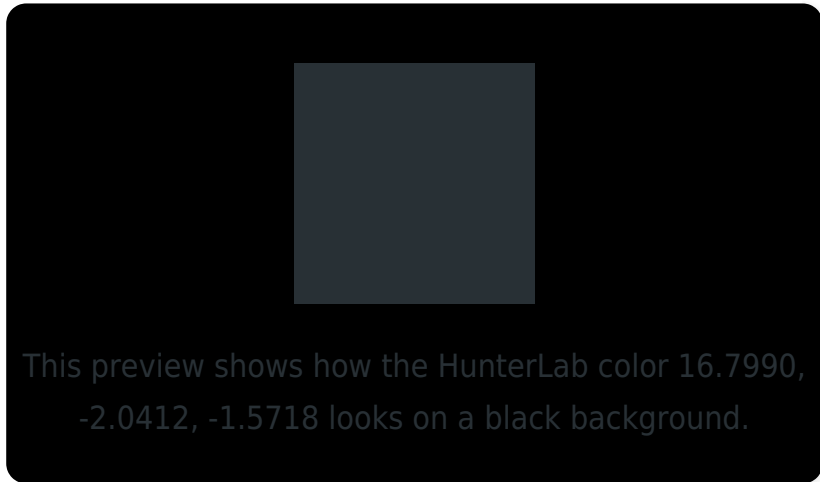 This preview shows how the HunterLab color 16.7990,
-2.0412, -1.5718 looks on a black background.